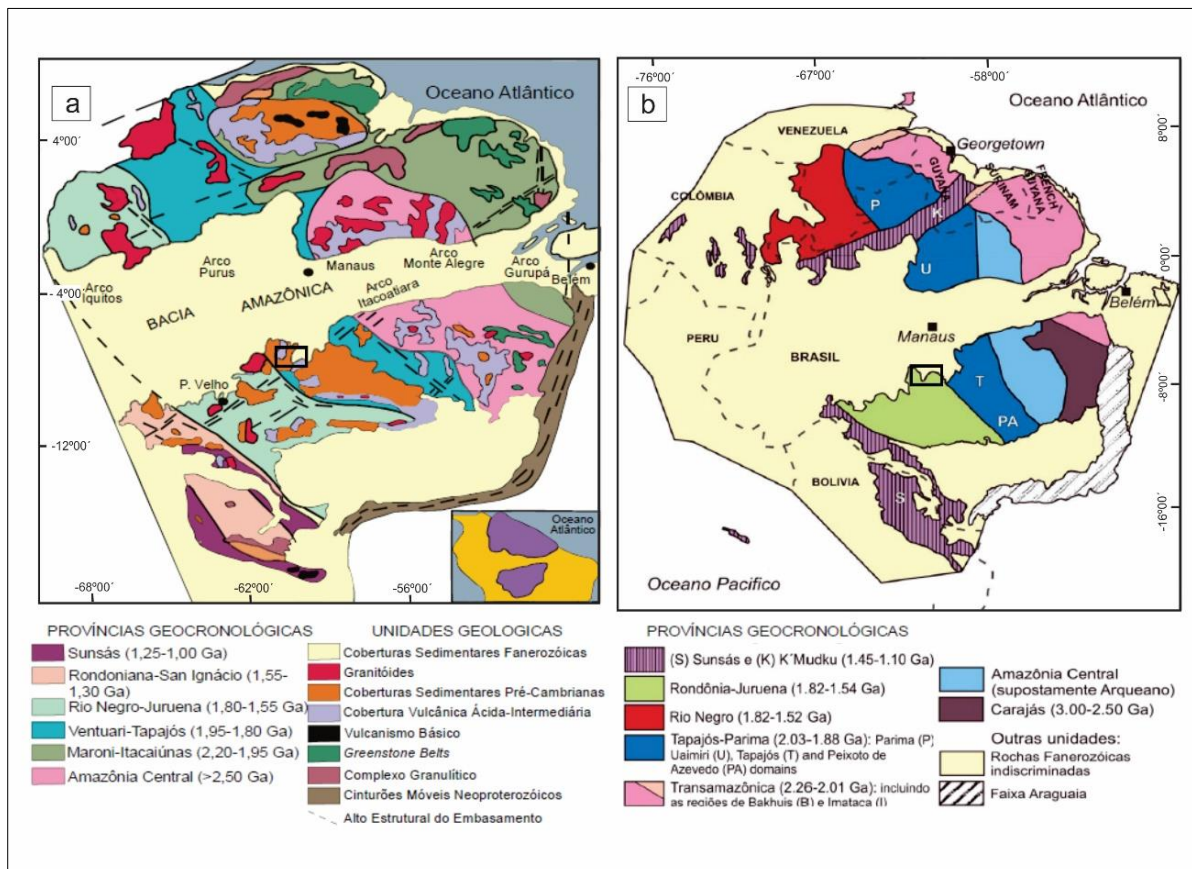 a
Oceano Atlântico
4º00´
Arco
Purus
Manaus
Arco
Monte Alegre
Arco
Gurupá
Belém
Arco
Iquitos
- 4º00´
BACIA
AMAZÔNICA
Arco
Itacoatiara
P. Velho
-12º00´
-68º00´
-62º00´
-56º00´
Oceano
Atlântico
PROVÍNCIAS GEOCRONOLÓGICAS
Sunsás (1,25-1,00 Ga)
Rondoniana-San Ignácio (1,55-
1,30 Ga)
Rio Negro-Juruena (1,80-1,55Ga)
Ventuari-Tapajós (1,95-1,80 Ga)
Maroni-Itacaiúnas (2,20-1,95 Ga)
Amazônia Central (>2,50 Ga)
UNIDADES GEOLOGICAS
Coberturas Sedimentares Fanerozóicas
Granitóides
Coberturas Sedimentares Pré-Cambrianas
Cobertura Vulcânica Ácida-Intermediária
Vulcanismo Básico
Greenstone Belts
Complexo Granulítico
Cinturões Móveis Neoproterozóicos
Alto Estrutural do Embasamento
b
-76º00´
-67º00´
-58º00´
Oceano Atlântico
8º00´
VENEZUELA
Georgetown
COLÔMBIA
GUYANA
SURINAM
FRENCH
GUYANA
P
K
U
0º00´
Belém
Manaus
PERU
BRASIL
T
PA
-8º00´
BOLIVIA
S
-16º00´
Oceano Pacifico
PROVÍNCIAS GEOCRONOLÓGICAS
(S) Sunsás e (K) K´Mudku (1.45-1.10 Ga)
Rondônia-Juruena (1.82-1.54 Ga)
Rio Negro (1.82-1.52 Ga)
Tapajós-Parima (2.03-1.88 Ga): Parima (P)
Uaimiri (U), Tapajós (T) and Peixoto de
Azevedo (PA) domains
Transamazônica (2.26-2.01 Ga): incluindo
as regiões de Bakhuis (B) e Imataca (I)
Amazônia Central
(supostamente Arqueano)
Carajás (3.00-2.50 Ga)
Outras unidades:
Rochas Fanerozóicas
indiscriminadas
Faixa Araguaia